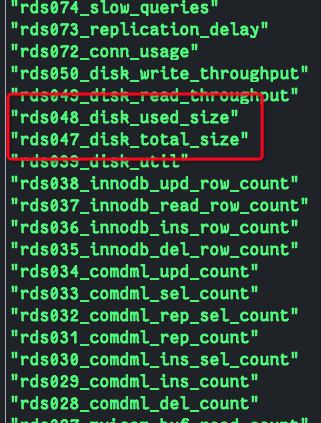 "rds074_slow_queries"
"rds073_replication_delay"
"rds072_conn_usage"
"rds050_disk_write_throughput"
"rds049_disk_read_throughput"
"rds048_disk_used_size"
"rds047_disk_total_size"
"rds039_disk_util"
"rds038_innodb_upd_row_count"
"rds037_innodb_read_row_count"
"rds036_innodb_ins_row_count"
"rds035_innodb_del_row_count"
"rds034_comdml_upd_count"
"rds033_comdml_sel_count"
"rds032_comdml_rep_sel_count"
"rds031_comdml_rep_count"
"rds030_comdml_ins_sel_count"
"rds029_comdml_ins_count"
"rds028_comdml_del_count"